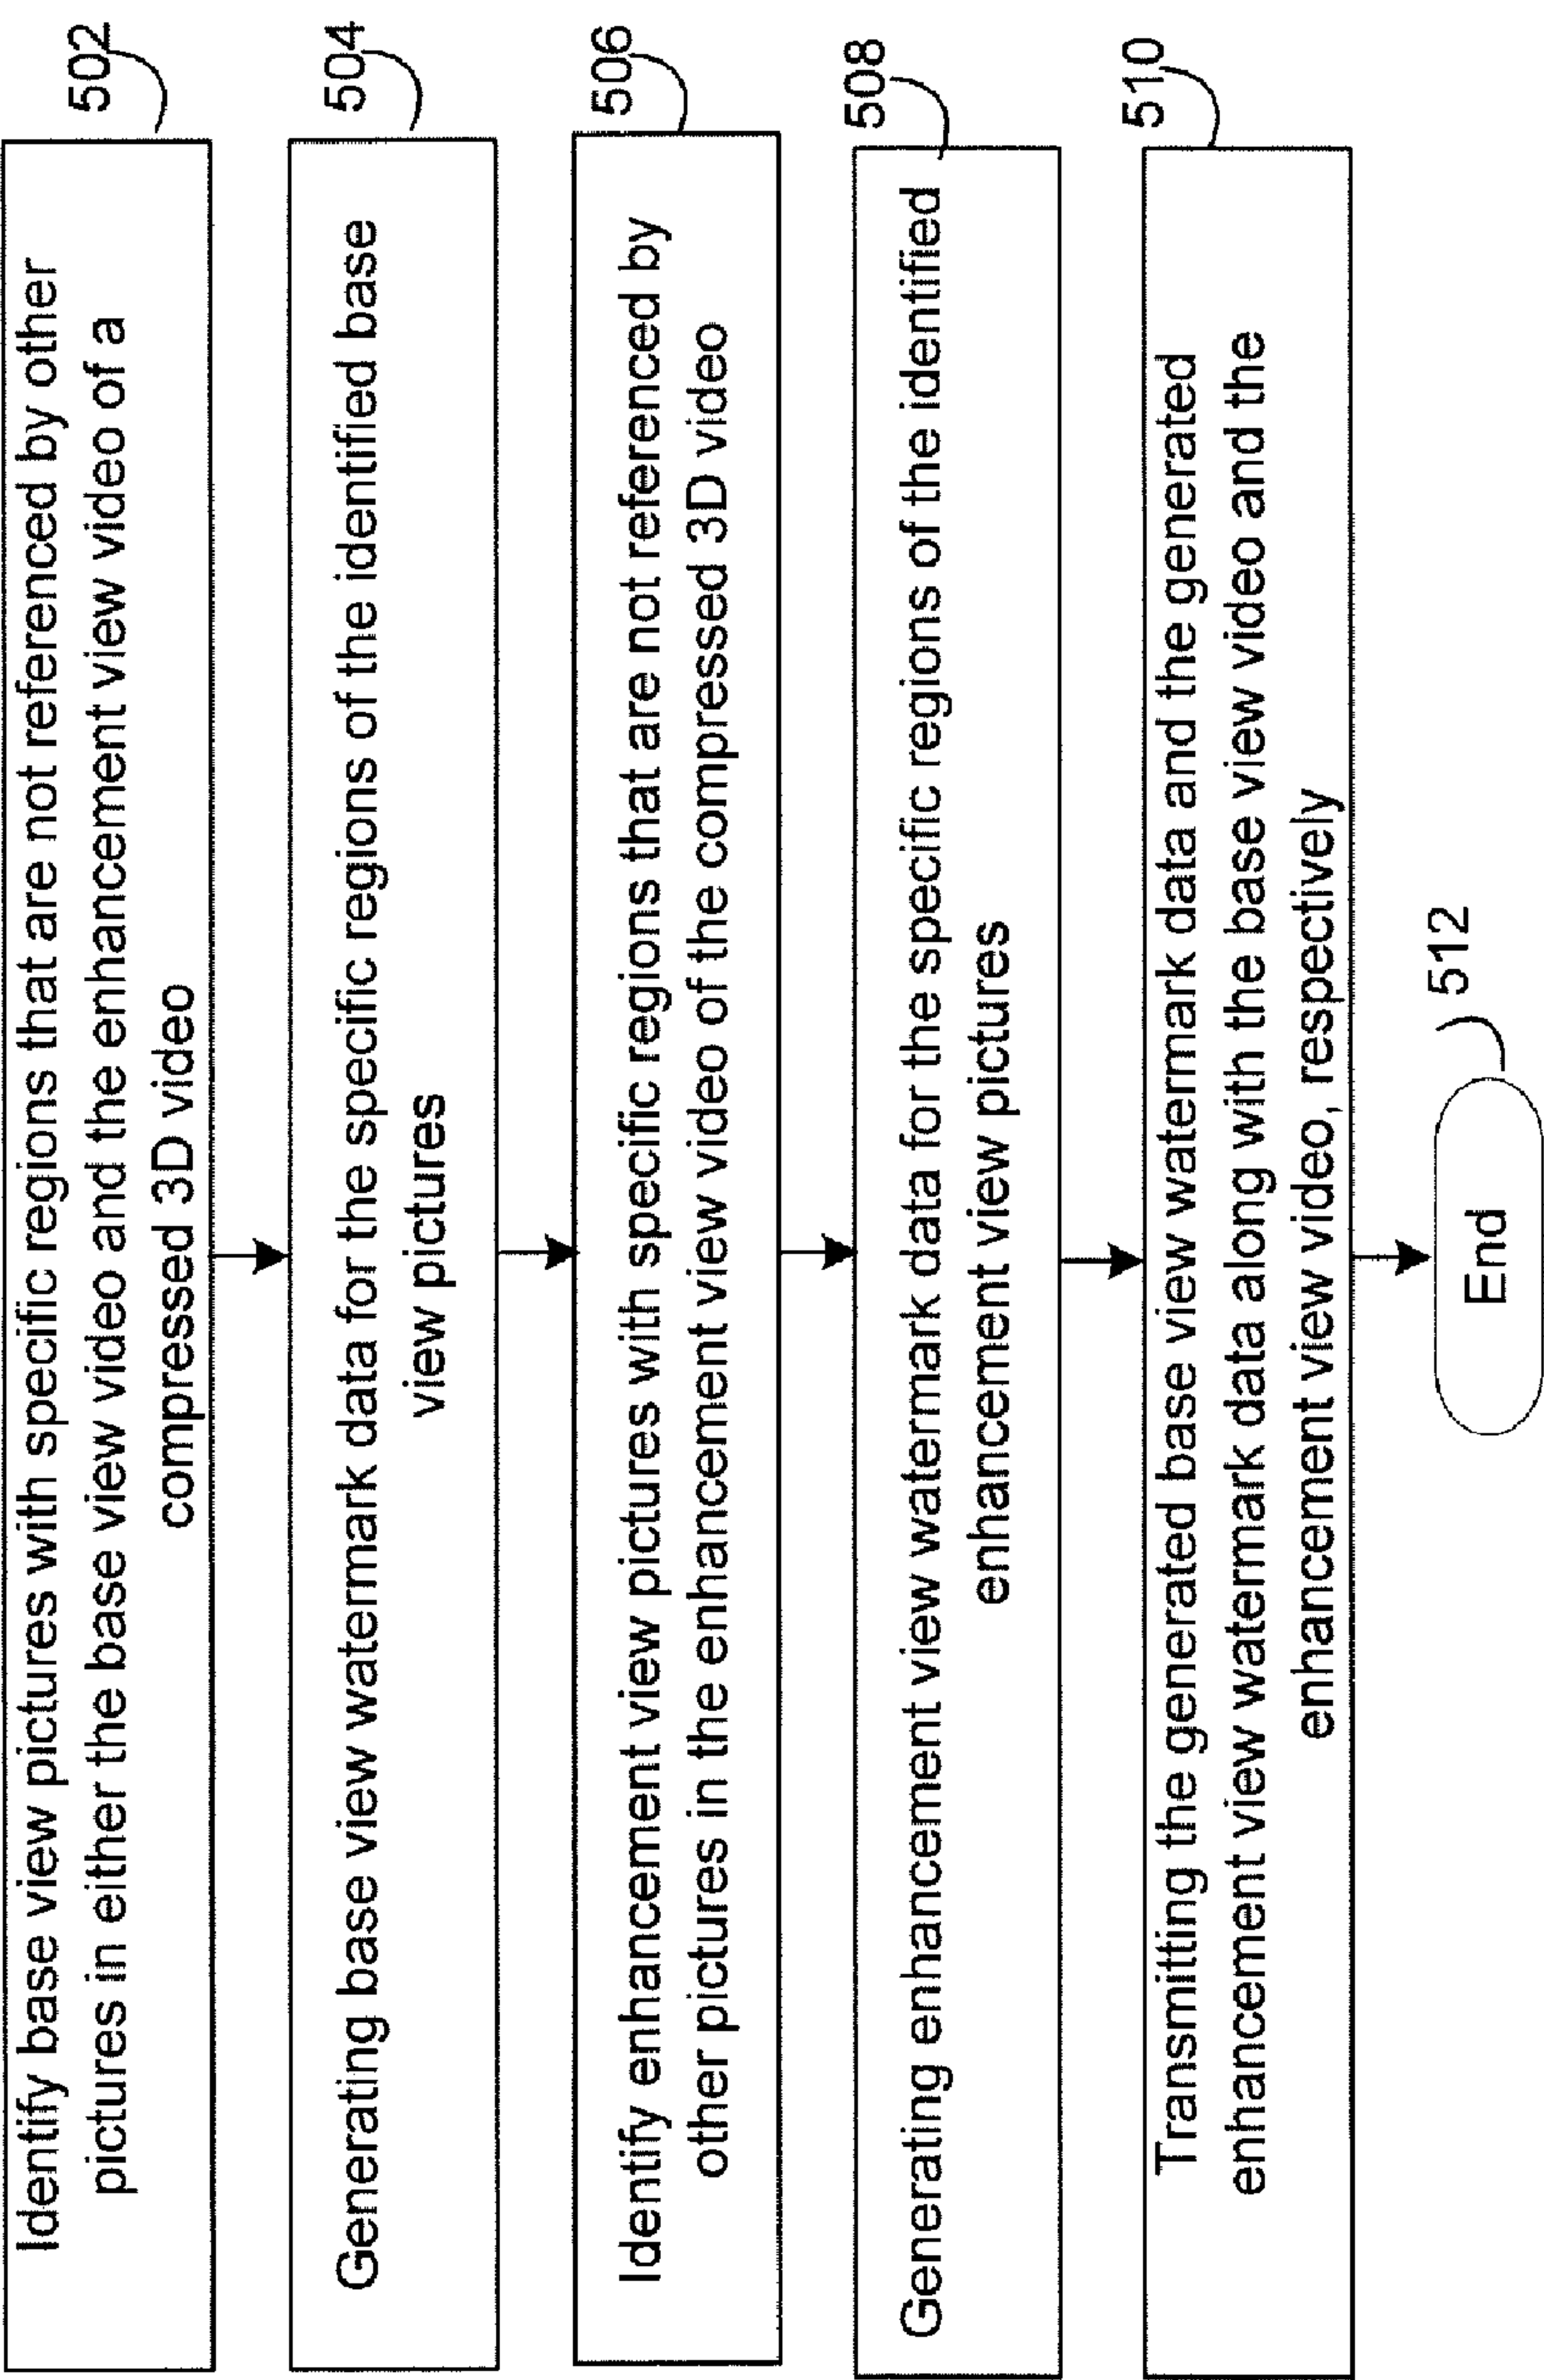 502
Identify base view pictures with specific regions that are not referenced by other
pictures in either the base view video and the enhancement view video of a
compressed 3D video
504
Generating base view watermark data for the specific regions of the identified base
view pictures
506
Identify enhancement view pictures with specific regions that are not referenced by
other pictures in the enhancement view video of the compressed 3D video
508
Generating enhancement view watermark data for the specific regions of the identified
enhancement view pictures
510
Transmitting the generated base view watermark data and the generated
enhancement view watermark data along with the base view video and the
enhancement view video, respectively
512
End